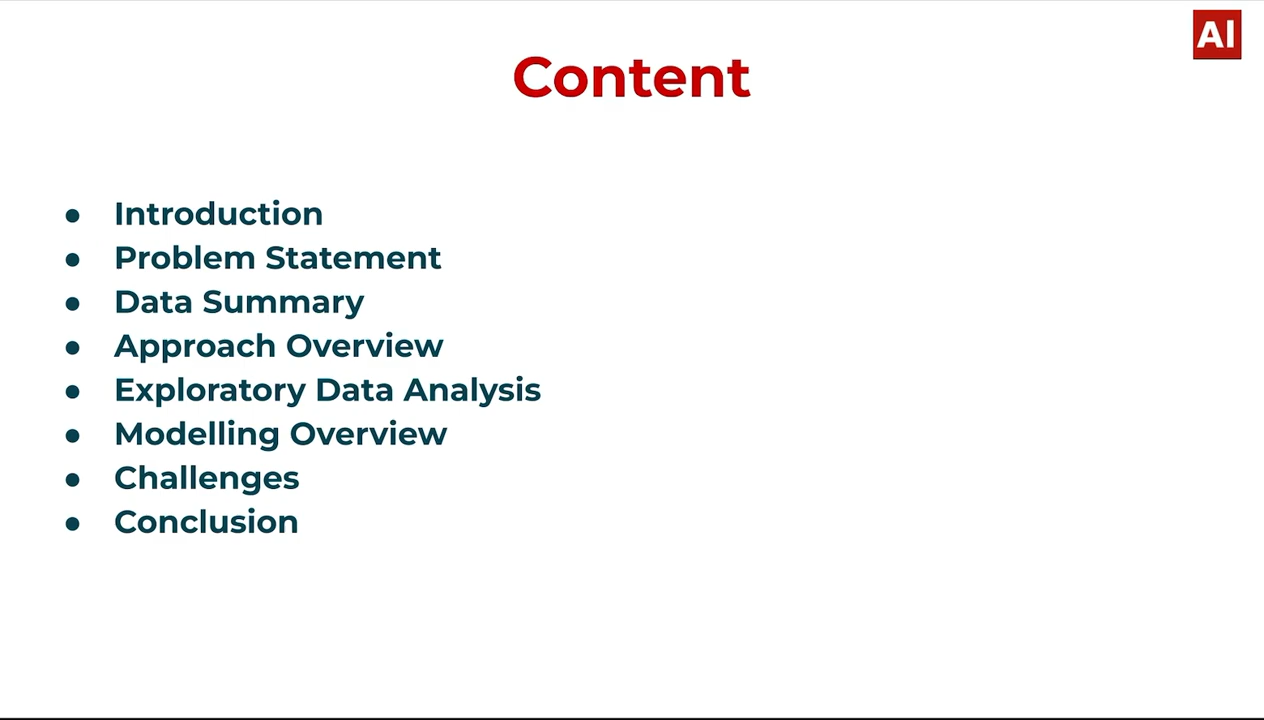 AI
Content
● Introduction
● Problem Statement
● Data Summary
● Approach Overview
● Exploratory Data Analysis
● Modelling Overview
● Challenges
● Conclusion